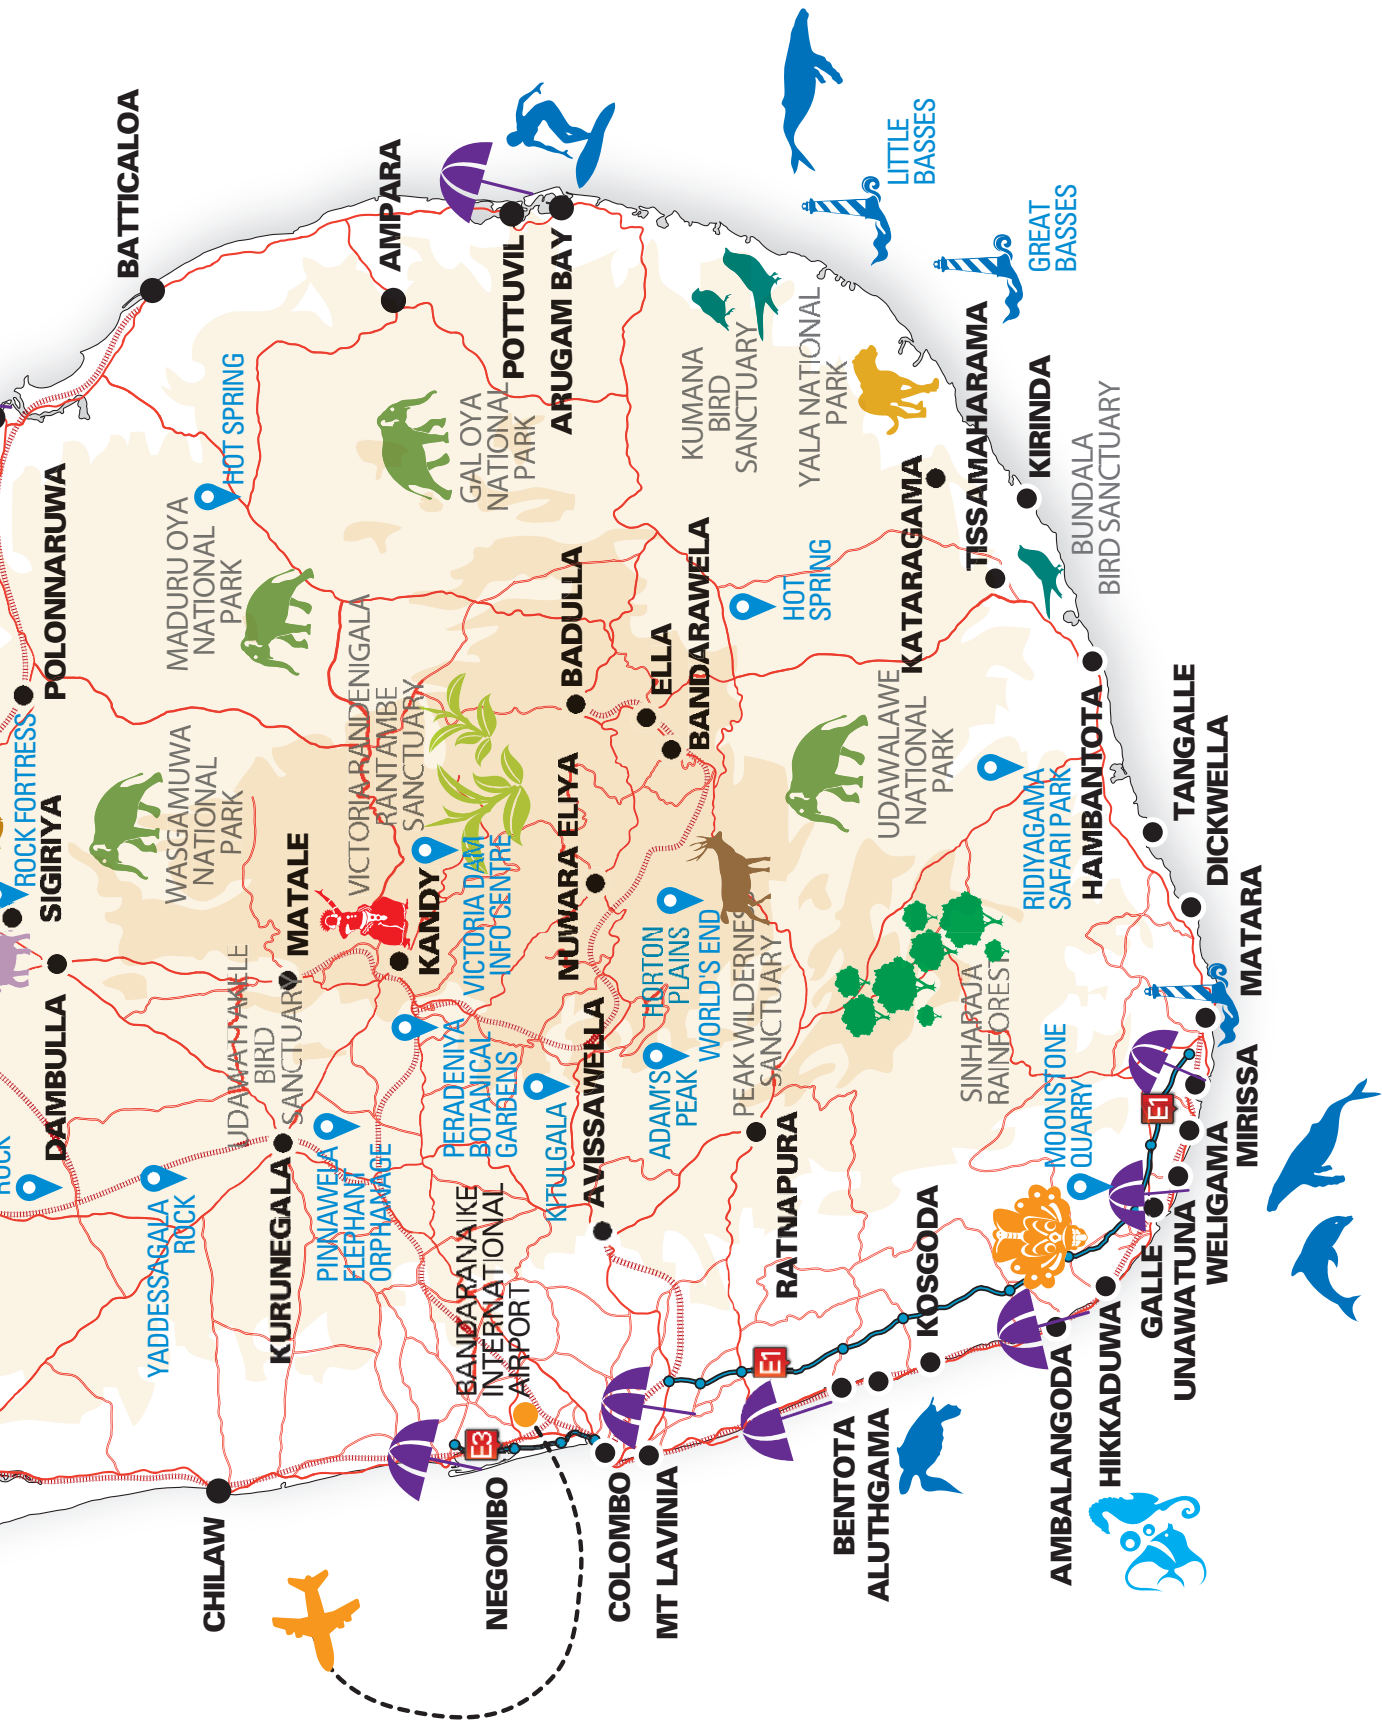 BATTICALOA
AMPARA
POTTUVIL
ARUGAM BAY
LITTLE
BASSES
GREAT
BASSES
HOT SPRING
MADURU OYA
NATIONAL
PARK
GAL OYA
NATIONAL
PARK
KUMANA
BIRD
SANCTUARY
YALA NATIONAL
PARK
TISSAMAHARAMA
KIRINDA
BUNDALA
BIRD SANCTUARY
KATARAGAMA
HOT
SPRING
POLONNARUWA
ROCK FORTRESS
SIGIRIYA
WASGAMUWA
NATIONAL
PARK
VICTORIARANDENIGALA
RANTAMBE
SANCTUARY
BADULLA
ELLA
BANDARAWELA
UDAWALAWE
NATIONAL
PARK
RIDIYAGAMA
SAFARI PARK
HAMBANTOTA
TANGALLE
DICKWELLA
MATARA
MATALE
KANDY
VICTORIA DAM
INFO CENTRE
NUWARA ELIYA
HORTON
PLAINS
WORLD'S END
PEAK WILDERNES
SANCTUARY
ADAM'S
PEAK
SINHARAJA
RAINFOREST
MOONSTONE
QUARRY
DAMBULLA
ROCK
UDAWATTAKELE
BIRD
SANCTUARY
PERADENIYA
BOTANICAL
GARDENS
KITULGALA
AVISSAWELLA
RATNAPURA
YADDESSAGALA
ROCK
KURUNEGALA
PINNAWELA
ELEPHANT
ORPHANAGE
BANDARANAIKE
INTERNATIONAL
AIRPORT
E3
E1
E1
KOSGODA
MIRISSA
WELIGAMA
UNAWATUNA
GALLE
HIKKADUWA
AMBALANGODA
ALUTHGAMA
BENTOTA
MT LAVINIA
COLOMBO
NEGOMBO
CHILAW